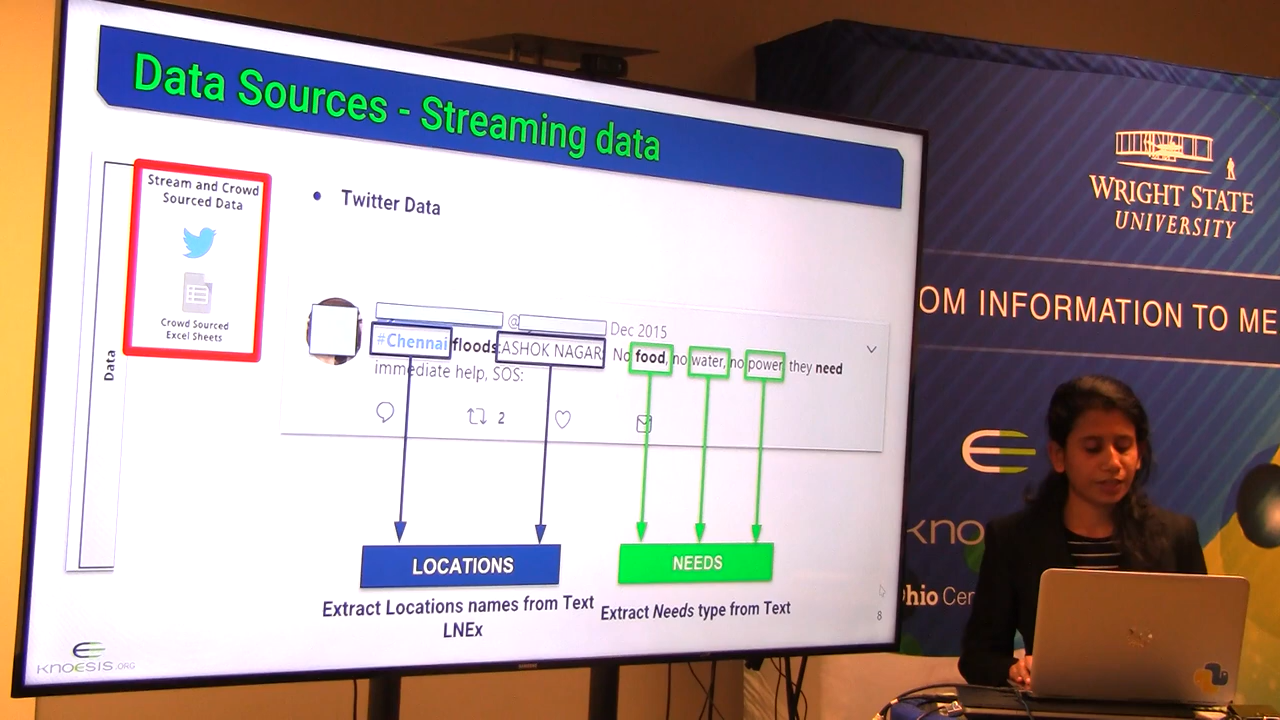 Data Sources - Streaming data
Stream and Crowd
Sourced Data
Crowd Sourced
Excel Sheets
Data
• Twitter Data
@ Dec 2015
#Chennai floods: ASHOK NAGAR: No food, no water, no power, they need
immediate help, SOS:
2
LOCATIONS
NEEDS
Extract Locations names from Text
LNEx
Extract Needs type from Text
8
KNOESIS.ORG
WRIGHT STATE
UNIVERSITY
OM INFORMATION TO ME
kno
hio Cen